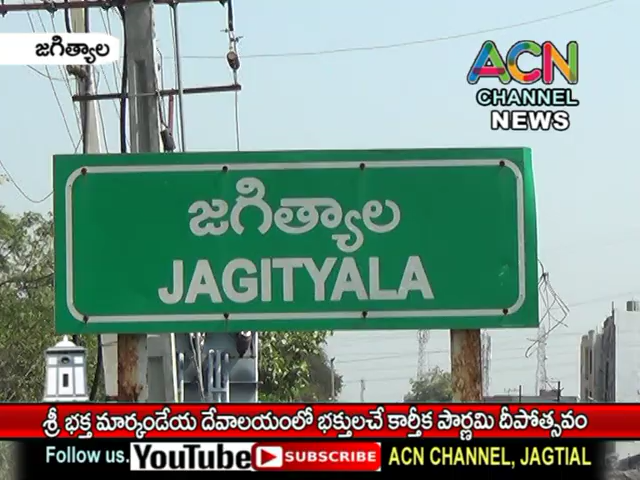 జగిత్యాల
ACN
CHANNEL
NEWS
జగిత్యాల
JAGITYALA
శ్రీ భక్త మార్కండేయ దేవాలయంలో భక్తులచే కార్తీక పౌర్ణమి దీపోత్సవం
Follow us. YouTube SUBSCRIBE ACN CHANNEL, JAGTIAL